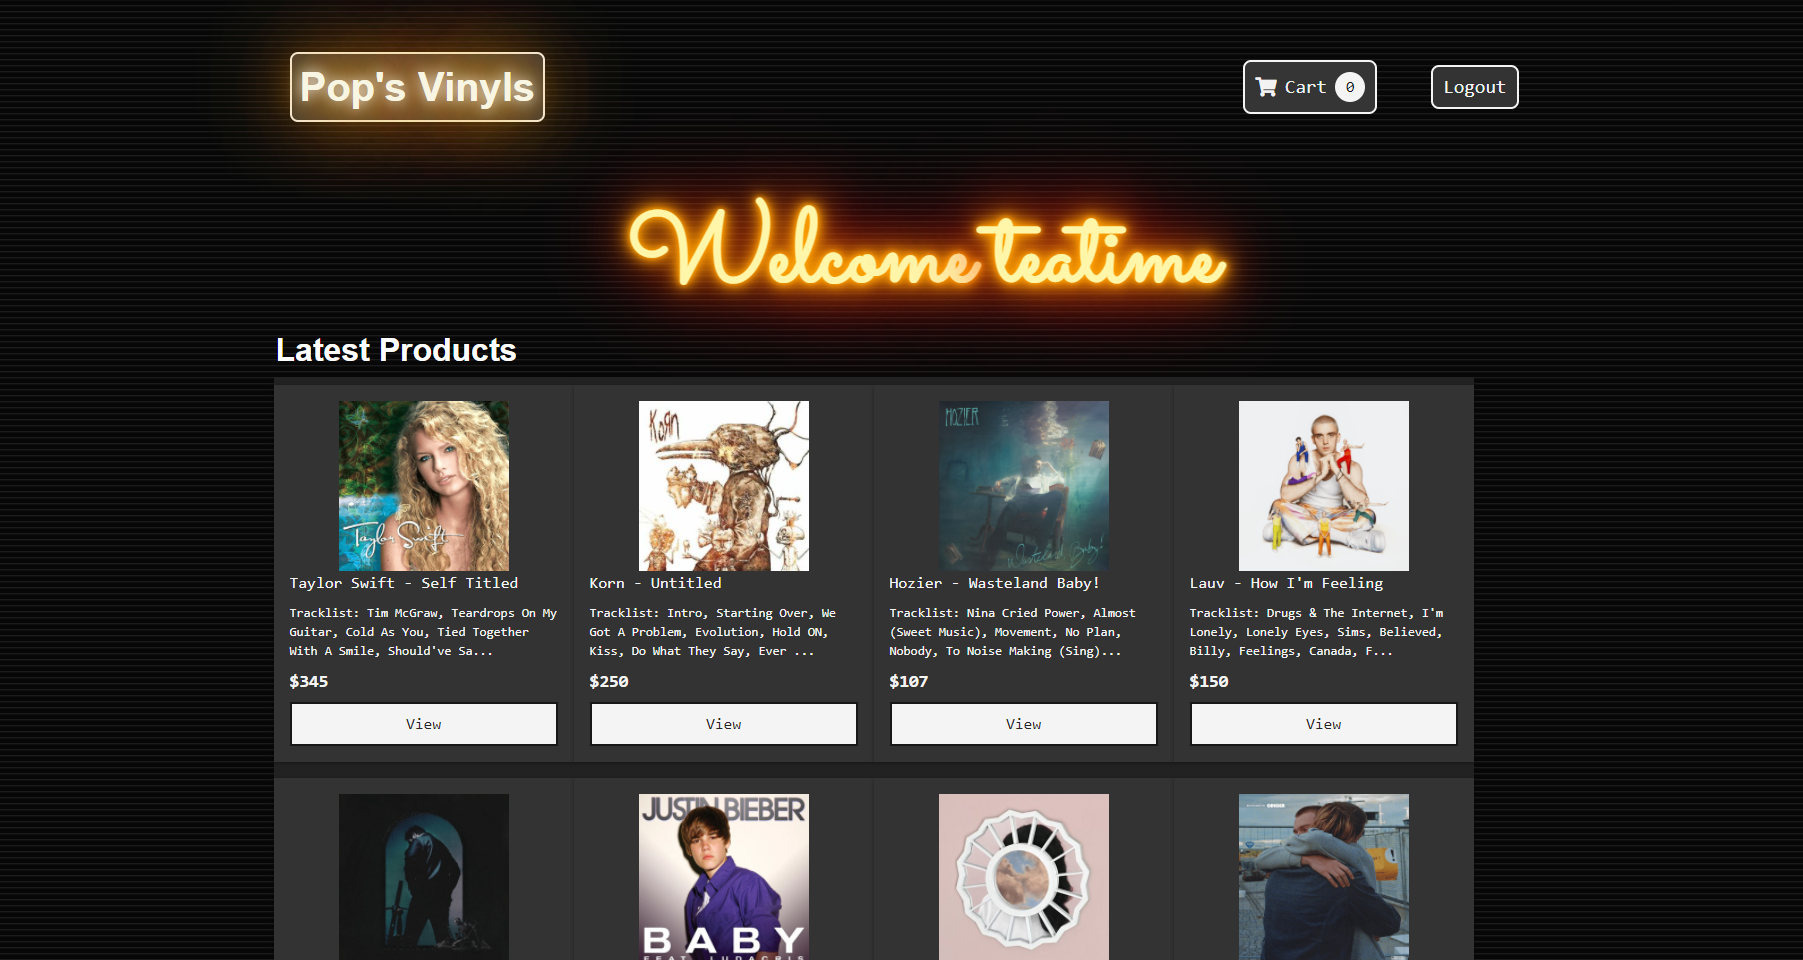 Pop's Vinyls
Cart 0
Logout
Welcome teatime
Latest Products
Taylor Swift
Korn
HOZIER
Wasteland Baby!
Taylor Swift - Self Titled
Tracklist: Tim McGraw, Teardrops On My
Guitar, Cold As You, Tied Together
With A Smile, Should've Sa...
$345
View
Korn - Untitled
Tracklist: Intro, Starting Over, We
Got A Problem, Evolution, Hold ON,
Kiss, Do What They Say, Ever ...
$250
View
Hozier - Wasteland Baby!
Tracklist: Nina Cried Power, Almost
(Sweet Music), Movement, No Plan,
Nobody, To Noise Making (Sing)...
$107
View
Lauv - How I'm Feeling
Tracklist: Drugs & The Internet, I'm
Lonely, Lonely Eyes, Sims, Believed,
Billy, Feelings, Canada, F...
$150
View
JUSTIN BIEBER
BABY
FEAT. LUDACRIS